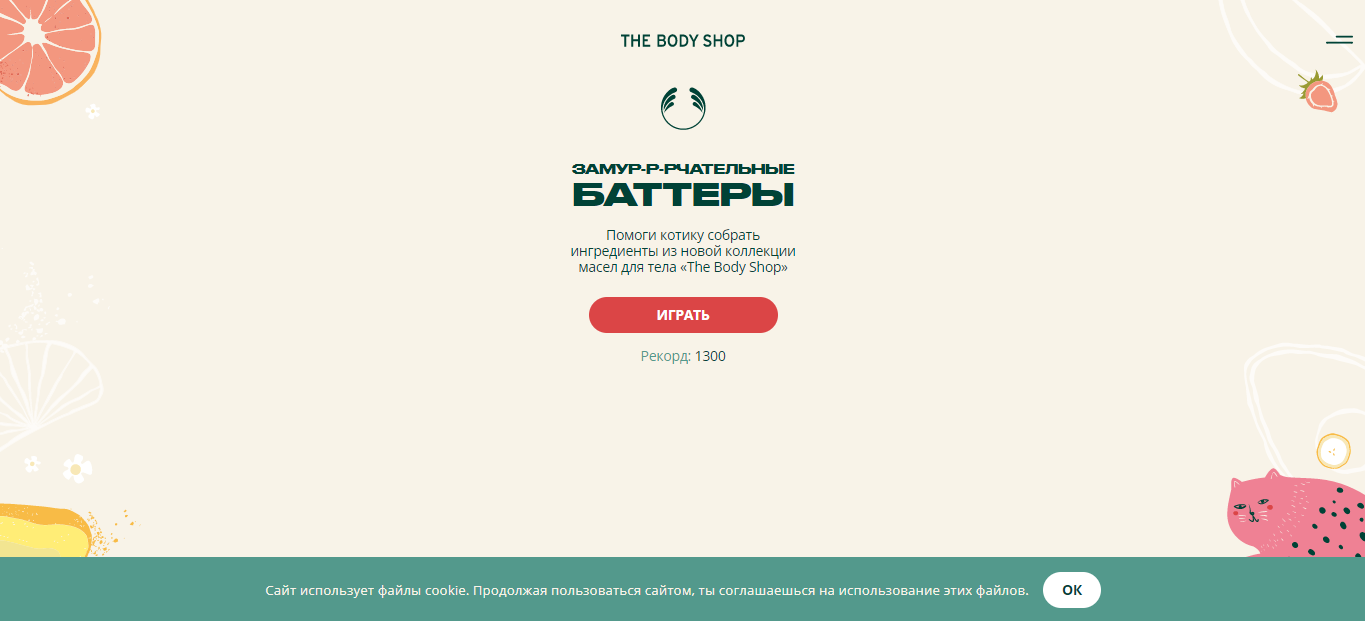 THE BODY SHOP
ЗАМУР-Р-РЧАТЕЛЬНЫЕ
БАТТЕРЫ
Помоги котику собрать
ингредиенты из новой коллекции
масел для тела «The Body Shop»
ИГРАТЬ
Рекорд: 1300
Сайт использует файлы cookie. Продолжая пользоваться сайтом, ты соглашаешься на использование этих файлов. ОК